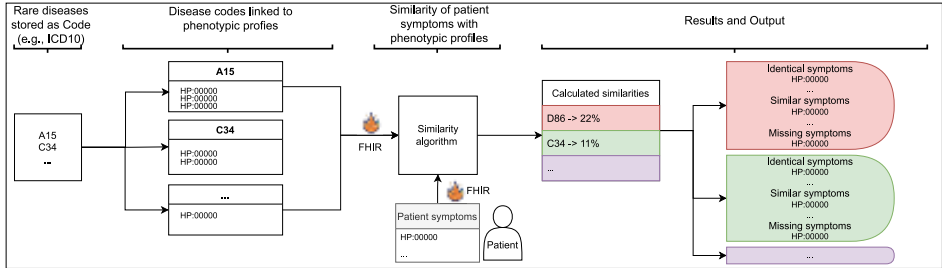 Rare diseases
stored as Code
(e.g., ICD10)
Disease codes linked to
phenotypic profiles
Similarity of patient
symptoms with
phenotypic profiles
Results and Output
A15
C34
...
A15
HP:00000
HP:00000
HP:00000
C34
HP:00000
HP:00000
...
HP:00000
FHIR
Similarity
algorithm
FHIR
Patient symptoms
HP:00000
...
Patient
Calculated similarities
D86 -> 22%
C34 -> 11%
...
Identical symptoms
HP:00000
...
Similar symptoms
HP:00000
...
Missing symptoms
HP:00000
Identical symptoms
HP:00000
...
Similar symptoms
HP:00000
...
Missing symptoms
HP:00000
...